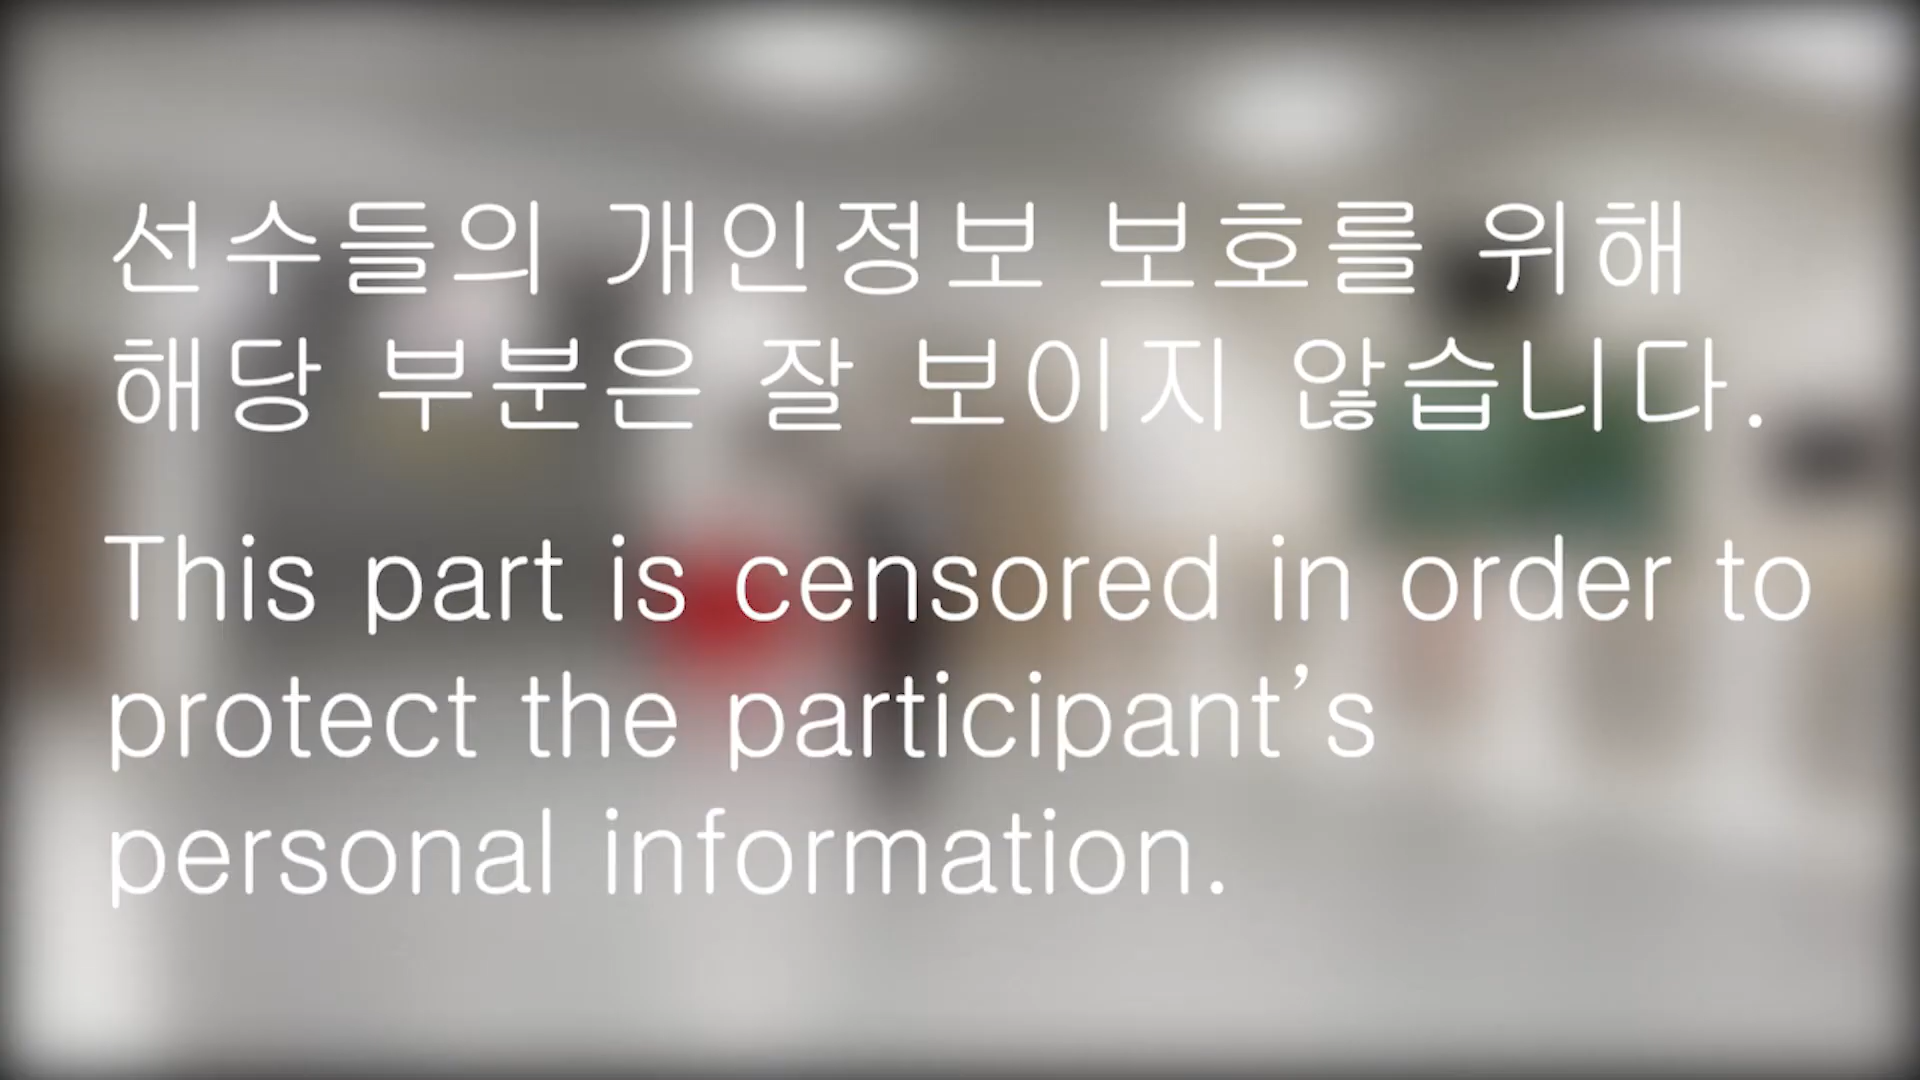 선수들의 개인정보 보호를 위해
해당 부분은 잘 보이지 않습니다.
This part is censored in order to
protect the participant’s
personal information.